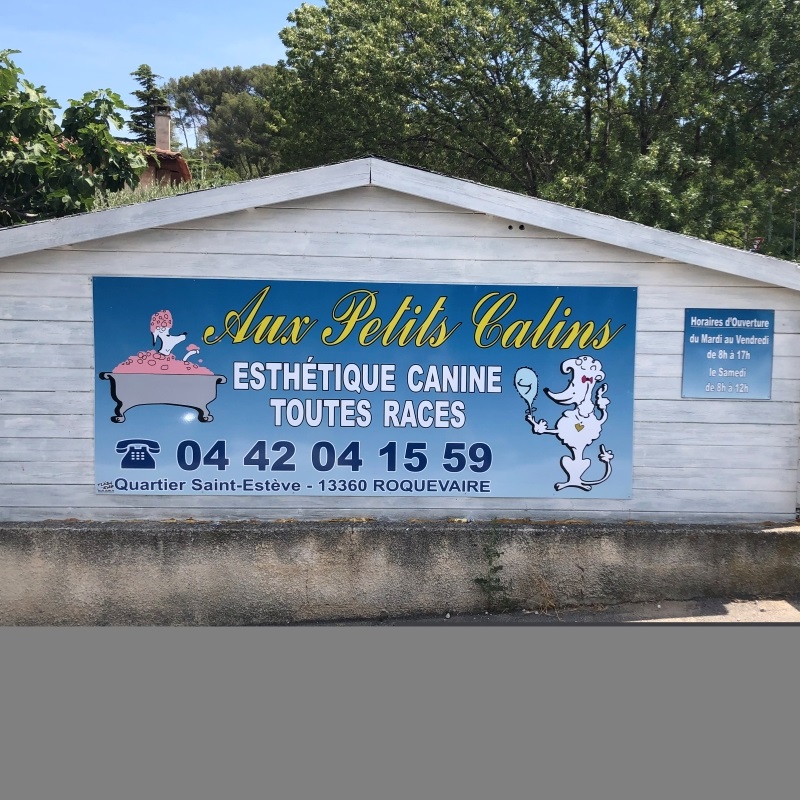 Aux Petits Calins
ESTHÉTIQUE CANINE
TOUTES RACES
04 42 04 15 59
Quartier Saint-Estève - 13360 ROQUEVAIRE
Horaires d'Ouverture
du Mardi au Vendredi
de 8h à 17h
le Samedi
de 8h à 12h